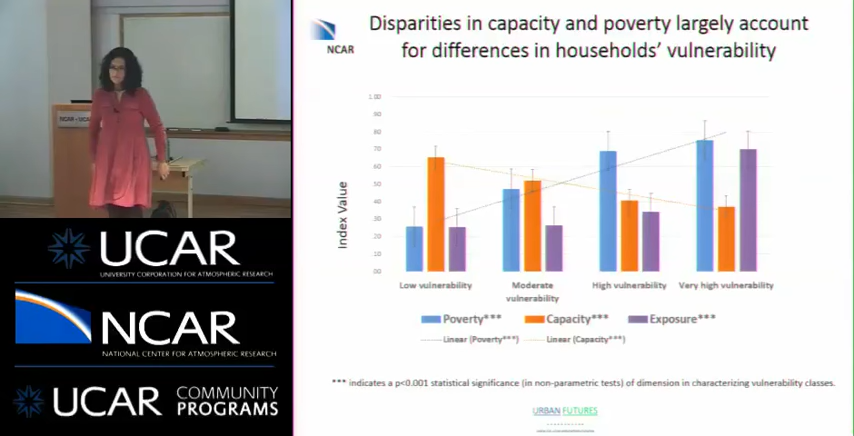 NCAR
Disparities in capacity and poverty largely account
for differences in households' vulnerability
Index Value
1.00
90
80
70
60
50
40
30
20
10
00
Low vulnerability
Moderate
vulnerability
High vulnerability
Very high vulnerability
Poverty*** Capacity*** Exposure***
Linear (Poverty***) Linear (Capacity***)
*** indicates a p<0.001 statistical significance (in non-parametric tests) of dimension in characterizing vulnerability classes.
URBAN FUTURES
NCAR
UCAR
UNIVERSITY CORPORATION FOR ATMOSPHERIC RESEARCH
NCAR
NATIONAL CENTER FOR ATMOSPHERIC RESEARCH
UCAR COMMUNITY
PROGRAMS